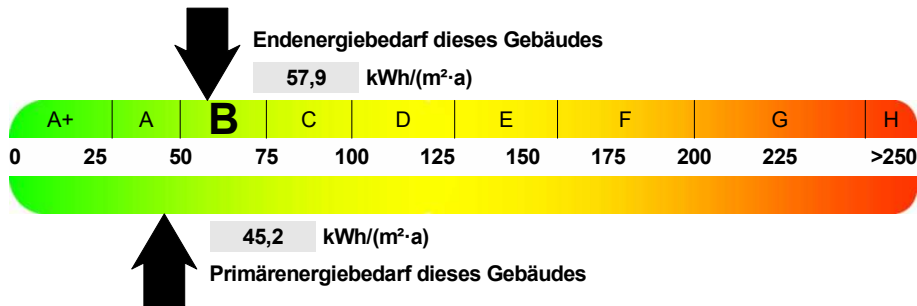 Endenergiebedarf dieses Gebäudes
57,9 kWh/(m²·a)
A+ A B C D E F G H
0 25 50 75 100 125 150 175 200 225 >250
45,2 kWh/(m²·a)
Primärenergiebedarf dieses Gebäudes